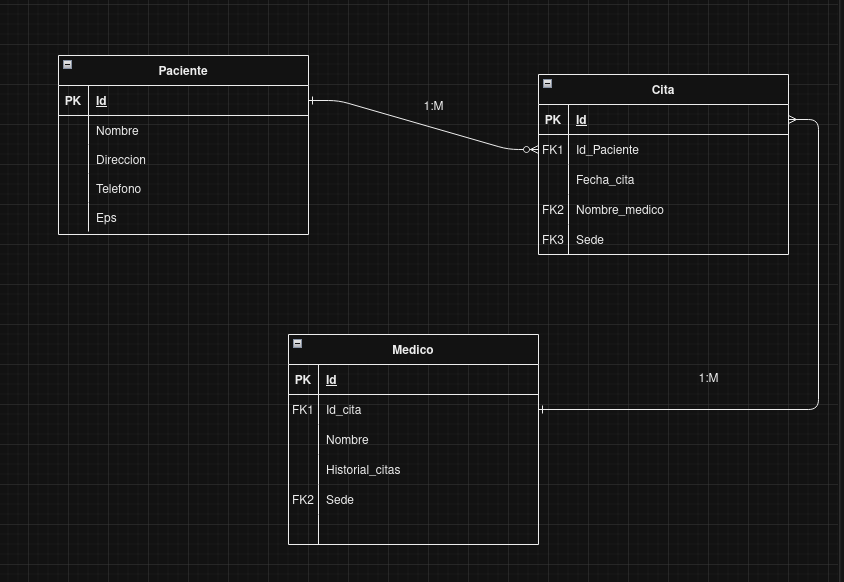 Paciente
PK Id
Nombre
Direccion
Telefono
Eps
1:M
Cita
PK Id
FK1 Id_Paciente
Fecha_cita
FK2 Nombre_medico
FK3 Sede
Medico
PK Id
FK1 Id_cita
Nombre
Historial_citas
FK2 Sede
1:M